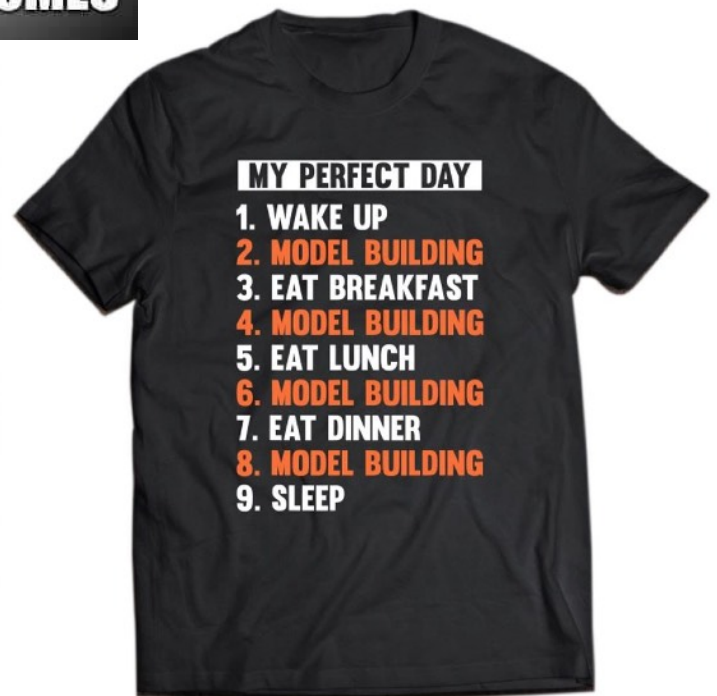 MY PERFECT DAY
1. WAKE UP
2. MODEL BUILDING
3. EAT BREAKFAST
4. MODEL BUILDING
5. EAT LUNCH
6. MODEL BUILDING
7. EAT DINNER
8. MODEL BUILDING
9. SLEEP